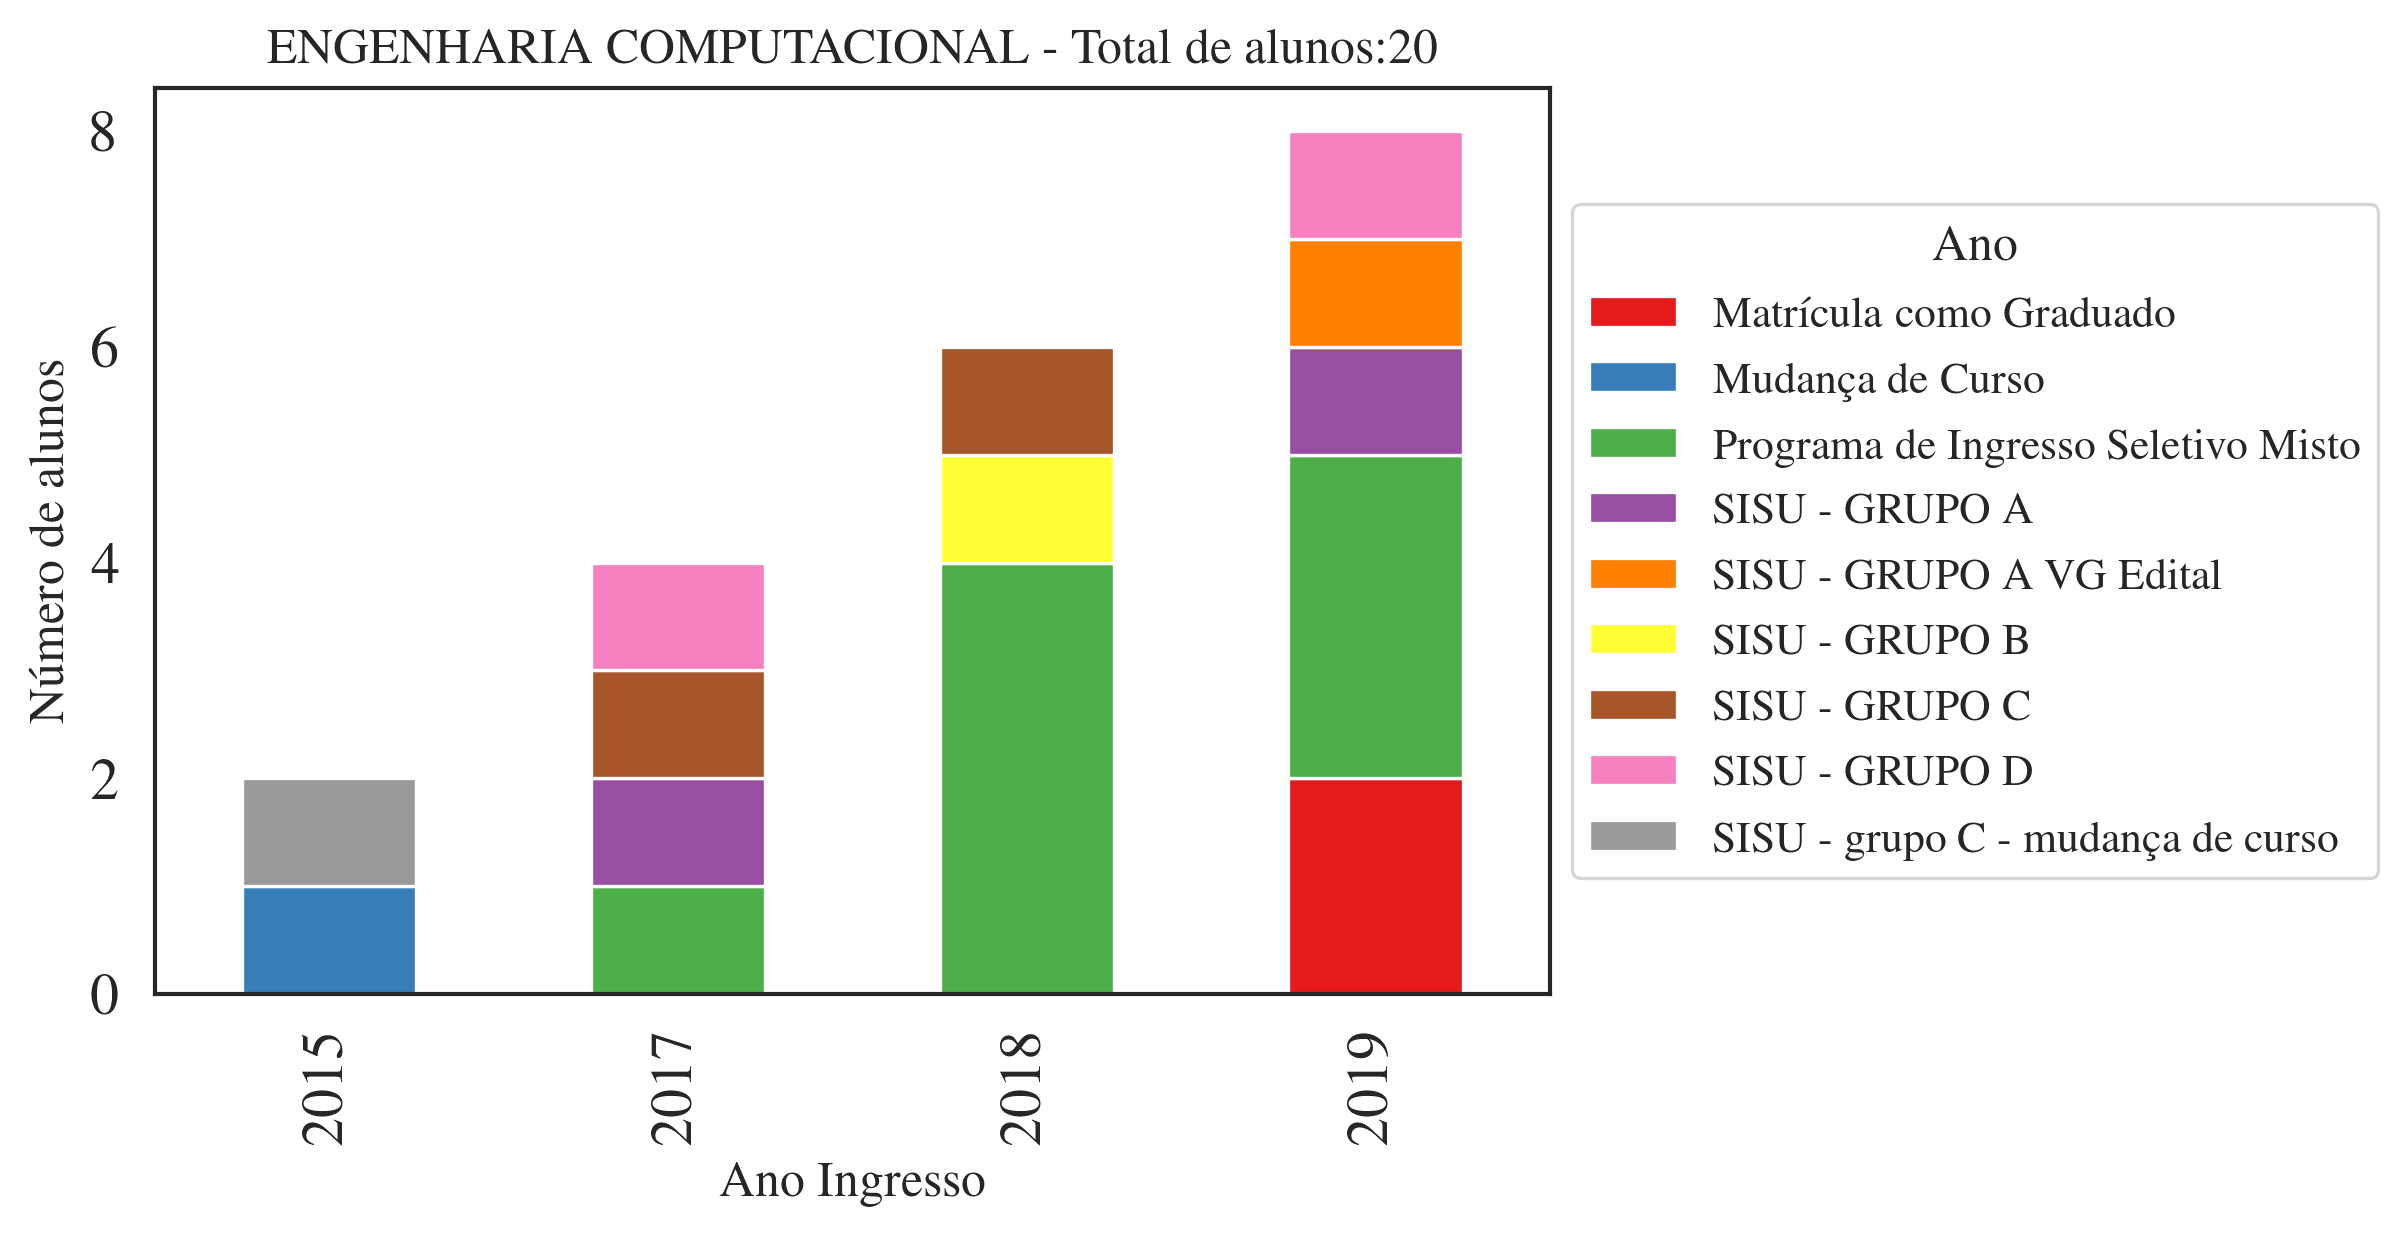 ENGENHARIA COMPUTACIONAL - Total de alunos:20
8
6
4
2
0
Número de alunos
2015
2017
2018
2019
Ano Ingresso
Ano
Matrícula como Graduado
Mudança de Curso
Programa de Ingresso Seletivo Misto
SISU - GRUPO A
SISU - GRUPO A VG Edital
SISU - GRUPO B
SISU - GRUPO C
SISU - GRUPO D
SISU - grupo C - mudança de curso